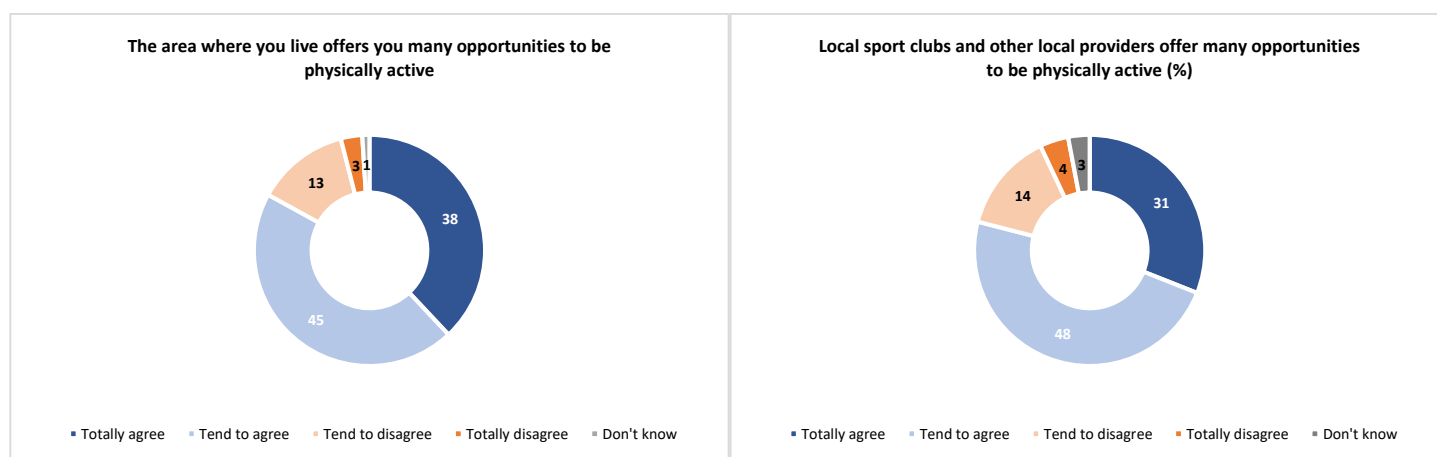 The area where you live offers you many opportunities to be
physically active
38
45
13
3
1
Totally agree Tend to agree Tend to disagree Totally disagree Don't know
Local sport clubs and other local providers offer many opportunities
to be physically active (%)
31
48
14
4
3
Totally agree Tend to agree Tend to disagree Totally disagree Don't know